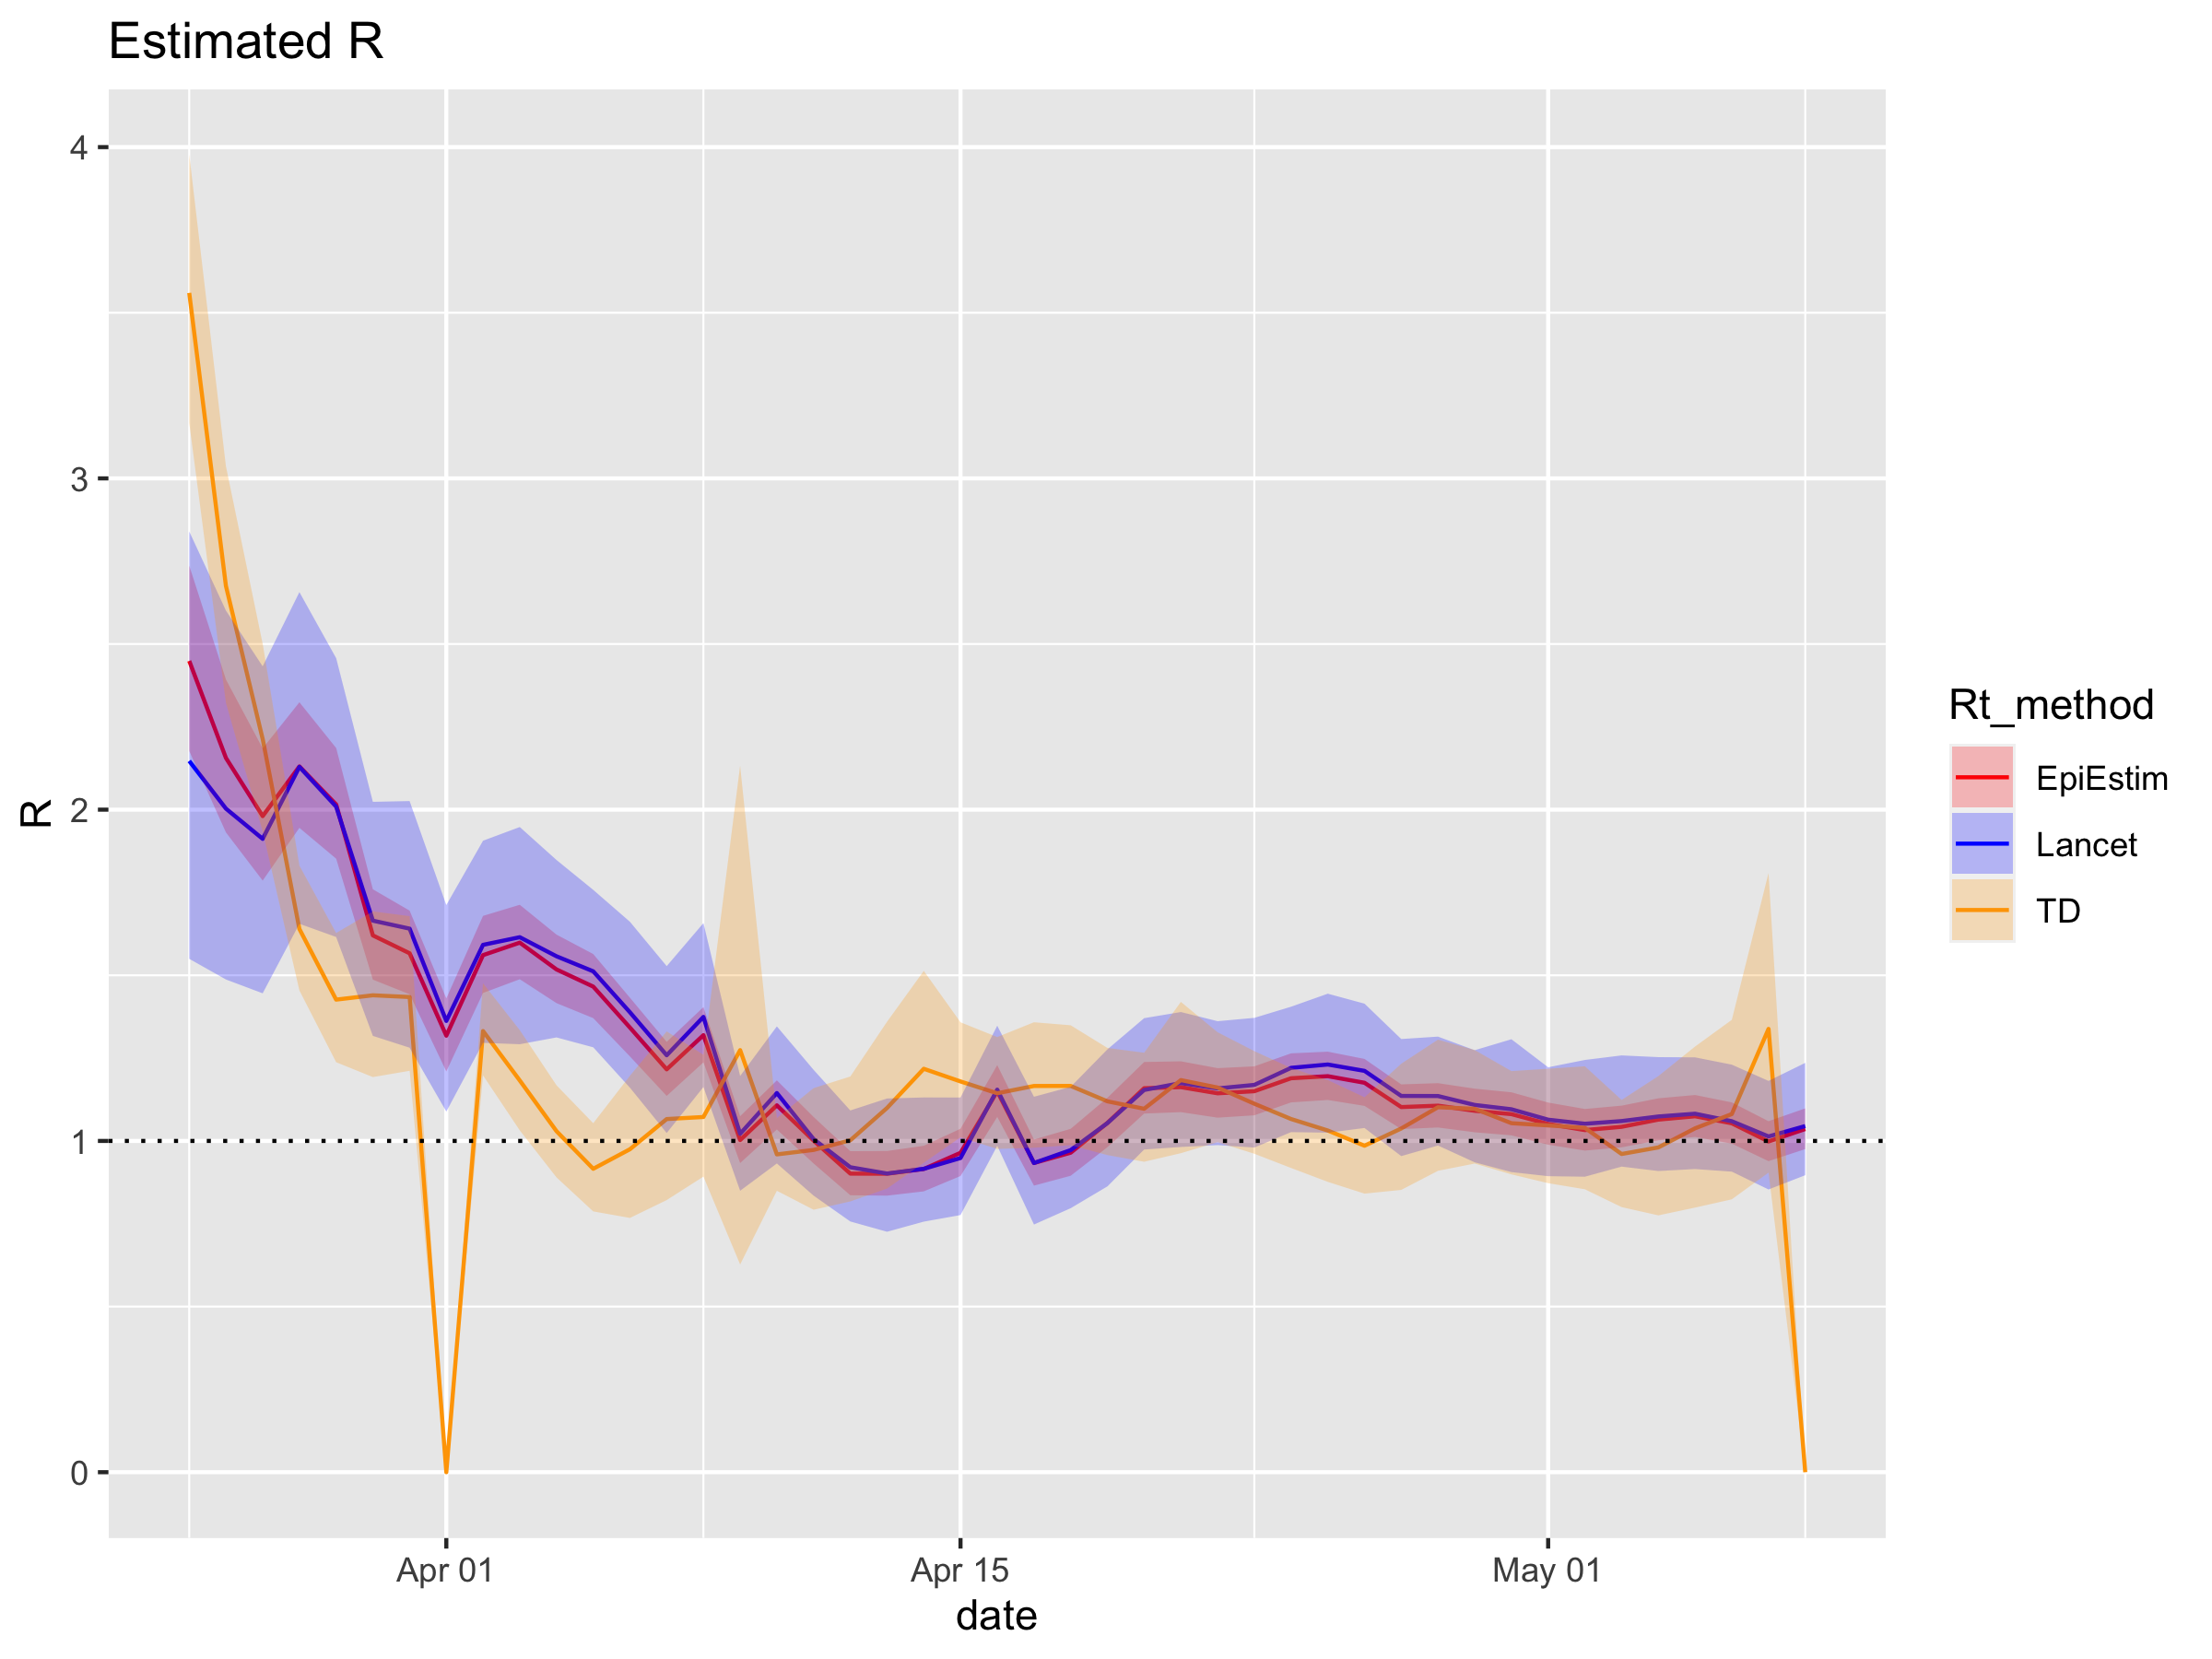 Estimated R
4
3
2
1
0
R
Apr 01
Apr 15
May 01
date
Rt_method
EpiEstim
Lancet
TD